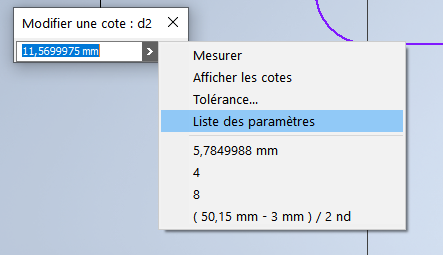 Modifier une cote : d2
11,5699975 mm
Mesurer
Afficher les cotes
Tolérance...
Liste des paramètres
5,7849988 mm
4
8
( 50,15 mm - 3 mm ) / 2 nd